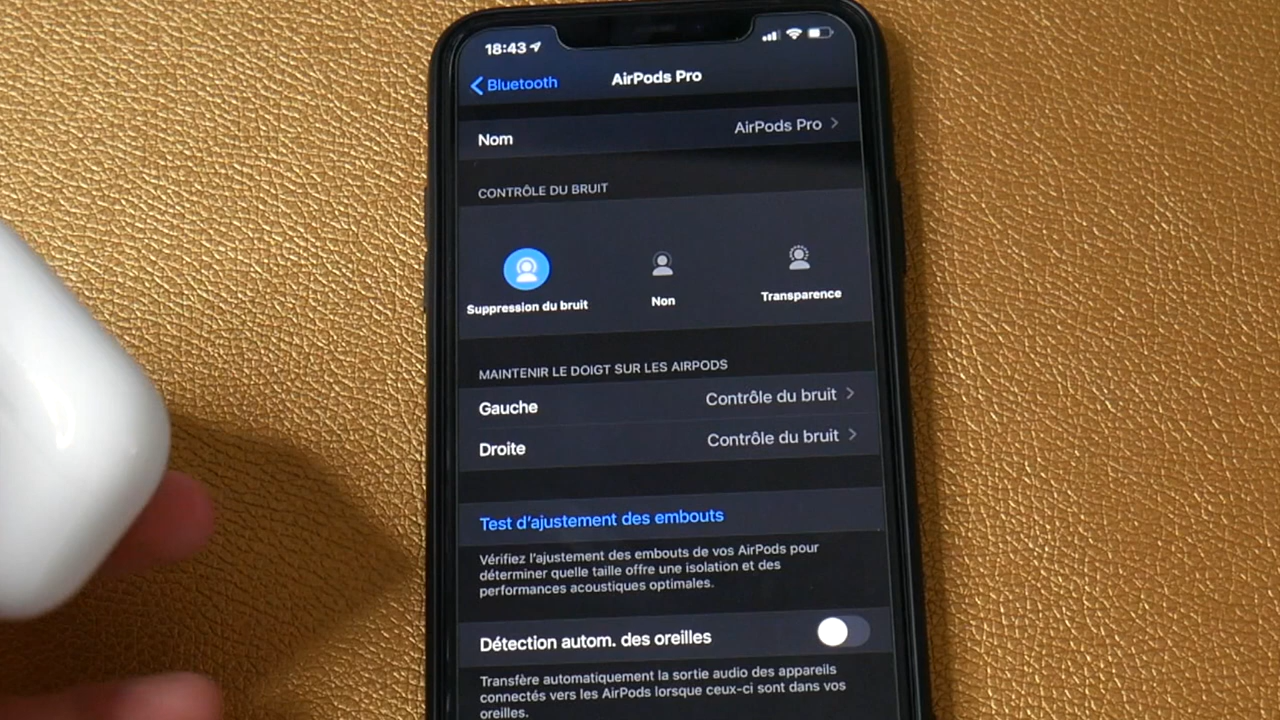 18:43
Bluetooth
AirPods Pro
Nom
AirPods Pro
CONTRÔLE DU BRUIT
Suppression du bruit
Non
Transparence
MAINTENIR LE DOIGT SUR LES AIRPODS
Gauche
Contrôle du bruit
Droite
Contrôle du bruit
Test d'ajustement des embouts
Vérifiez l'ajustement des embouts de vos AirPods pour
déterminer quelle taille offre une isolation et des
performances acoustiques optimales.
Détection autom. des oreilles
Transfère automatiquement la sortie audio des appareils
connectés vers les AirPods lorsque ceux-ci sont dans vos
oreilles.